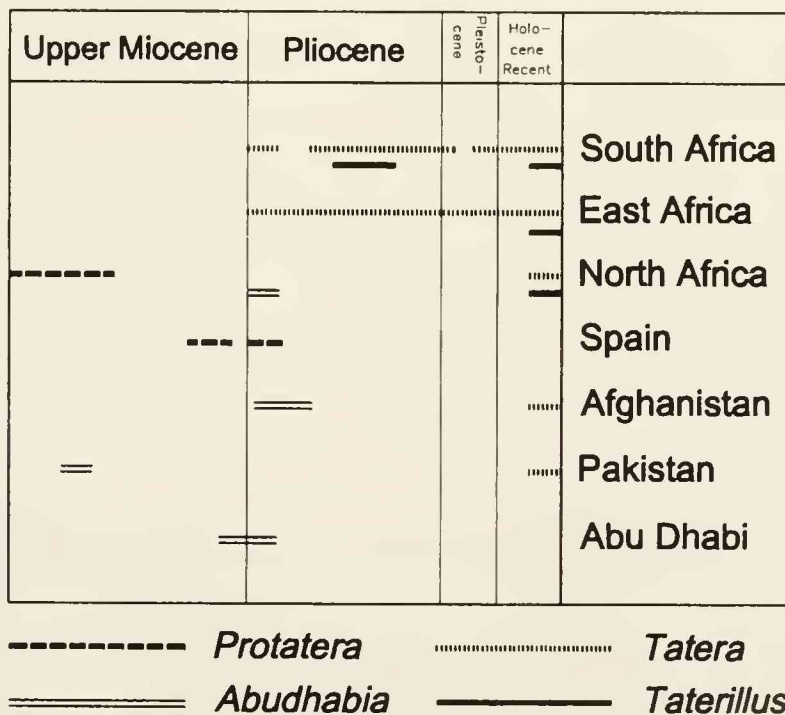 Upper Miocene
Pliocene
Pleisto-
cene
Holo-
cene
Recent
South Africa
East Africa
North Africa
Spain
Afghanistan
Pakistan
Abu Dhabi
Protatera
Tatera
Abudhabia
Taterillus